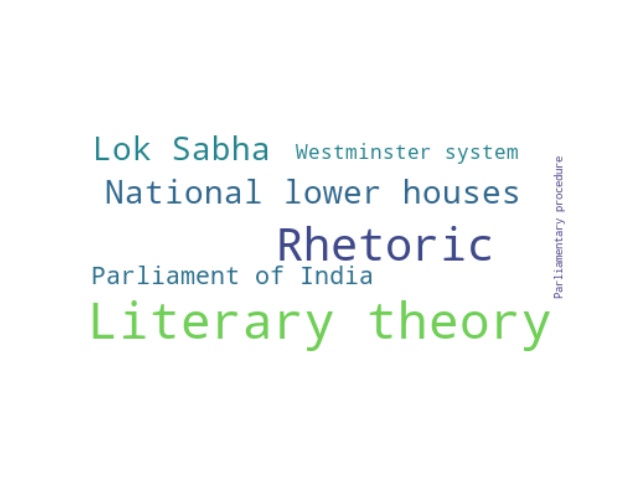 Lok Sabha
Westminster system
National lower houses
Rhetoric
Parliament of India
Literary theory
Parliamentary procedure